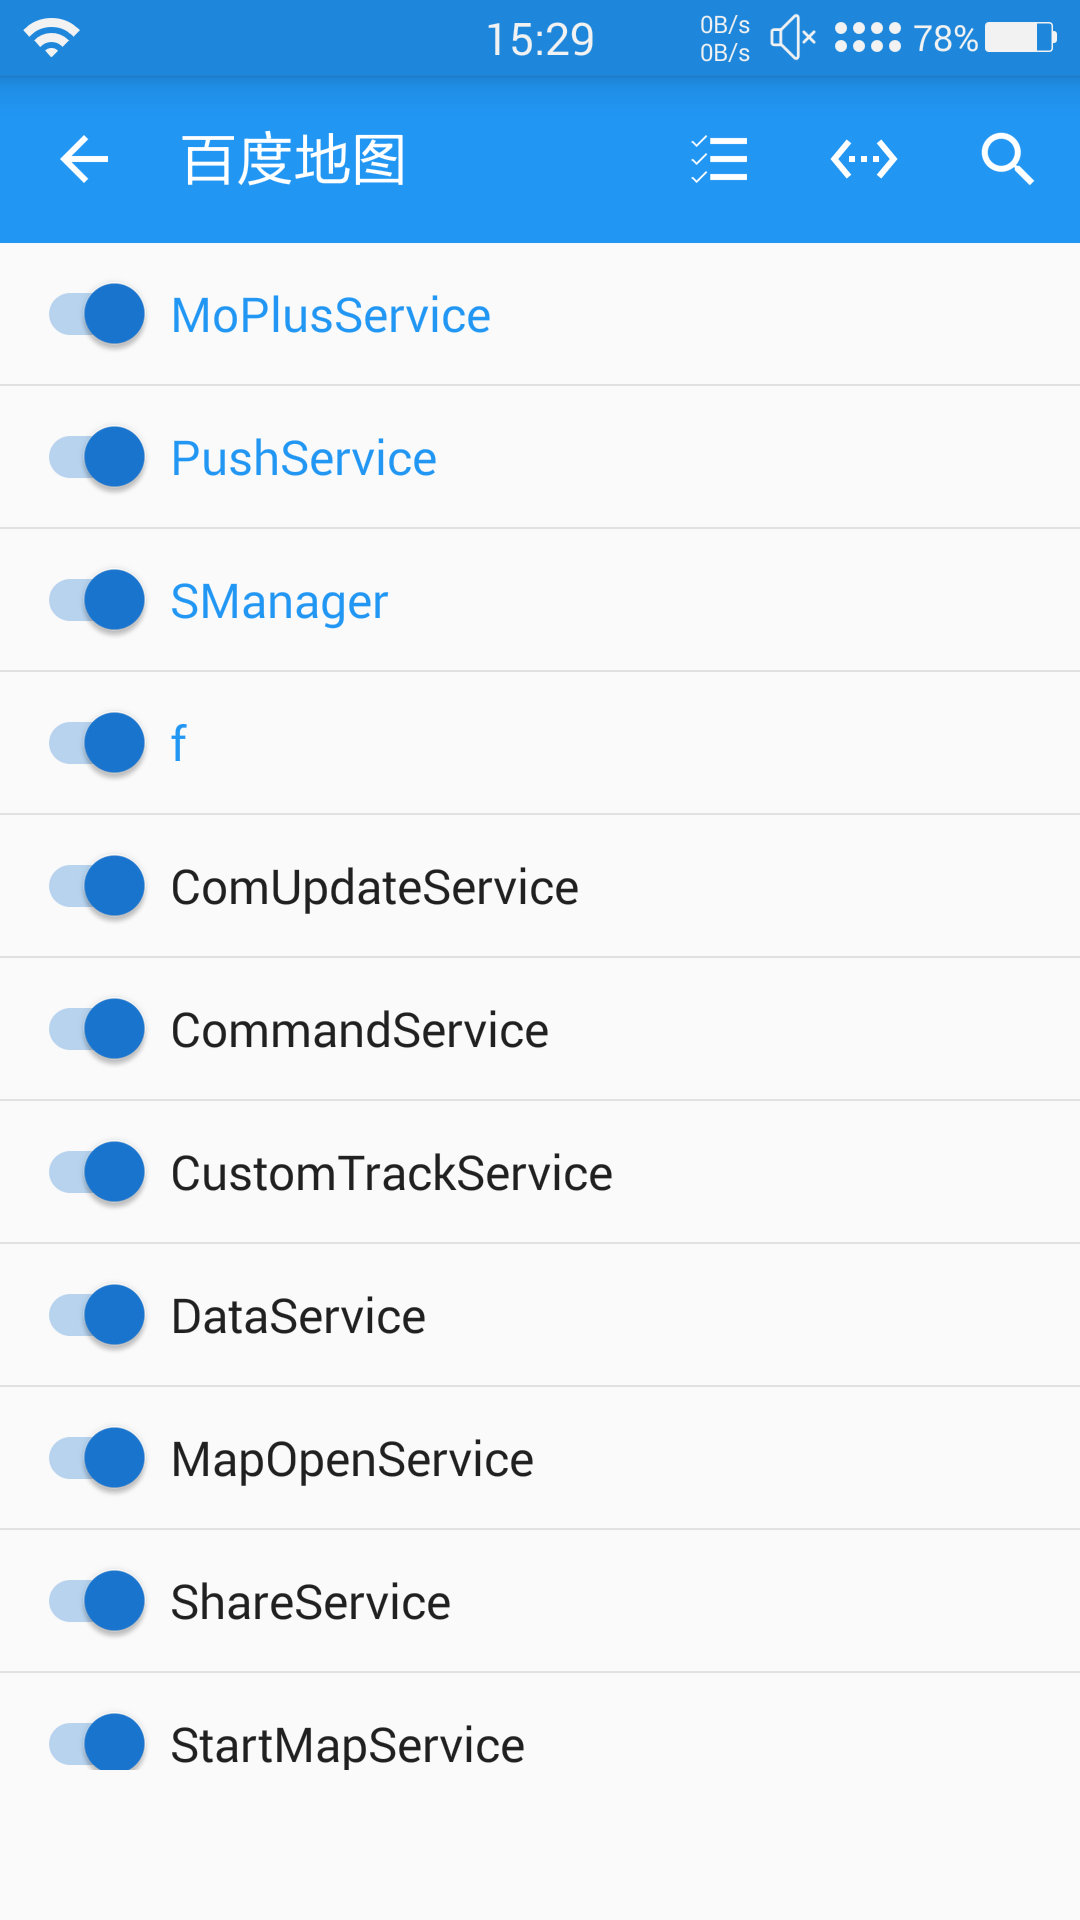 15:29
0B/s
0B/s
78%
百度地图
MoPlusService
PushService
SManager
f
ComUpdateService
CommandService
CustomTrackService
DataService
MapOpenService
ShareService
StartMapService